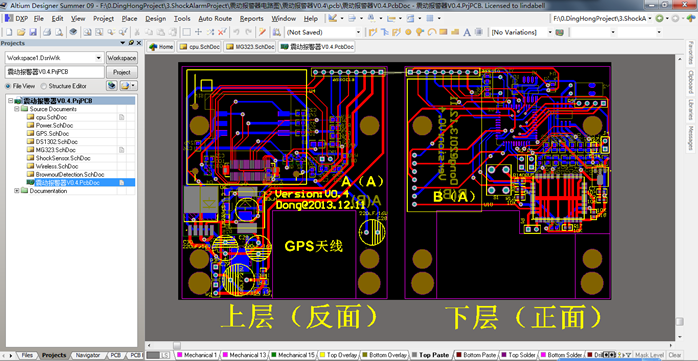 Altium Designer Summer 09 - F:\0.DingHongProject\3.ShockAlarmProject\震动报警器电路图\震动报警器V0.4\pcb\震动报警器V0.4.PcbDoc - 震动报警器V0.4.PrjPCB. Licensed to lindabell
DXP File Edit View Project Place Design Tools Auto Route Reports Window Help
F:\0.DingHongProject\3.ShockA
(Not Saved)
(No Variations)
Projects
Workspace1.DsnWrk
Workspace
震动报警器V0.4.PrjPCB
Project
File View
Structure Editor
震动报警器V0.4.PrjPCB
Source Documents
cpu.SchDoc
Power.SchDoc
GPS.SchDoc
DS1302.SchDoc
MG323.SchDoc
ShockSensor.SchDoc
Wireless.SchDoc
BrownoutDetection.SchDoc
震动报警器V0.4.PcbDoc
Documentation
Home
cpu.SchDoc
MG323.SchDoc
震动报警器V0.4.PcbDoc
Favorites
Clipboard
Libraries
Messages
A（A）
Version:V0.4
Dong@2013.12.1
GPS天线
B（A）
上层（反面）
下层（正面）
Files
Projects
Navigator
PCB
PCB
LS
Mechanical 1
Mechanical 13
Mechanical 15
Top Overlay
Bottom Overlay
Top Paste
Bottom Paste
Top Solder
Bottom Solder
Mask Level
Clear